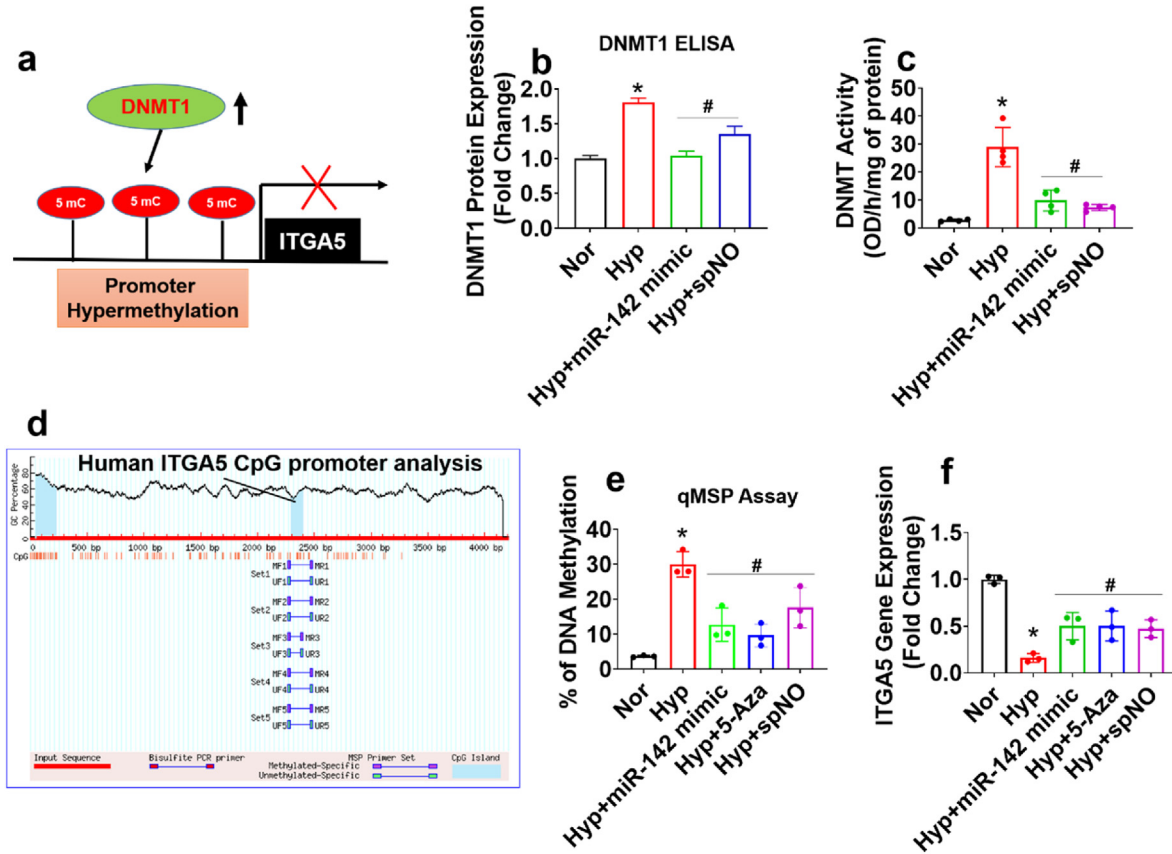 a
DNMT1
5 mC
5 mC
5 mC
ITGA5
Promoter
Hypermethylation
b
DNMT1 ELISA
DNMT1 Protein Expression
(Fold Change)
2.0
1.5
1.0
0.5
0.0
*
#
Nor
Hyp
Hyp+miR-142 mimic
Hyp+spNO
c
DNMT Activity
(OD/h/mg of protein)
50
40
30
20
10
0
*
#
Nor
Hyp
Hyp+miR-142 mimic
Hyp+spNO
d
Human ITGA5 CpG promoter analysis
GC Percentage
80
60
40
20
0
0 500 bp 1000 bp 1500 bp 2000 bp 2500 bp 3000 bp 3500 bp 4000 bp
CpG
Set1 MF1 MR1
UF1 UR1
Set2 MF2 MR2
UF2 UR2
Set3 MF3 MR3
UF3 UR3
Set4 MF4 MR4
UF4 UR4
Set5 MF5 MR5
UF5 UR5
Input Sequence
Bisulfite PCR primer
MSP Primer Set
Methylated-Specific
Unmethylated-Specific
CpG Island
e
qMSP Assay
% of DNA Methylation
40
30
20
10
0
*
#
Nor
Hyp
Hyp+miR-142 mimic
Hyp+5-Aza
Hyp+spNO
f
ITGA5 Gene Expression
(Fold Change)
1.5
1.0
0.5
0.0
*
#
Nor
Hyp
Hyp+miR-142 mimic
Hyp+5-Aza
Hyp+spNO